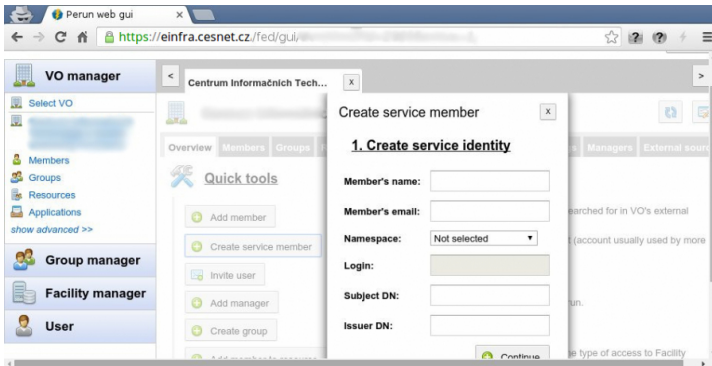 Perun web gui
https://einfra.cesnet.cz/fed/gui/
VO manager
Select VO
Members
Groups
Resources
Applications
show advanced >>
Group manager
Facility manager
User
<
Centrum Informačních Tech...
x
>
Overview
Members
Groups
Managers
External sour
Quick tools
Add member
Create service member
Invite user
Add manager
Create group
earched for in VO's external
t (account usually used by more
run.
e type of access to Facility
Create service member
x
1. Create service identity
Member's name:
Member's email:
Namespace:
Not selected
Login:
Subject DN:
Issuer DN:
Continue